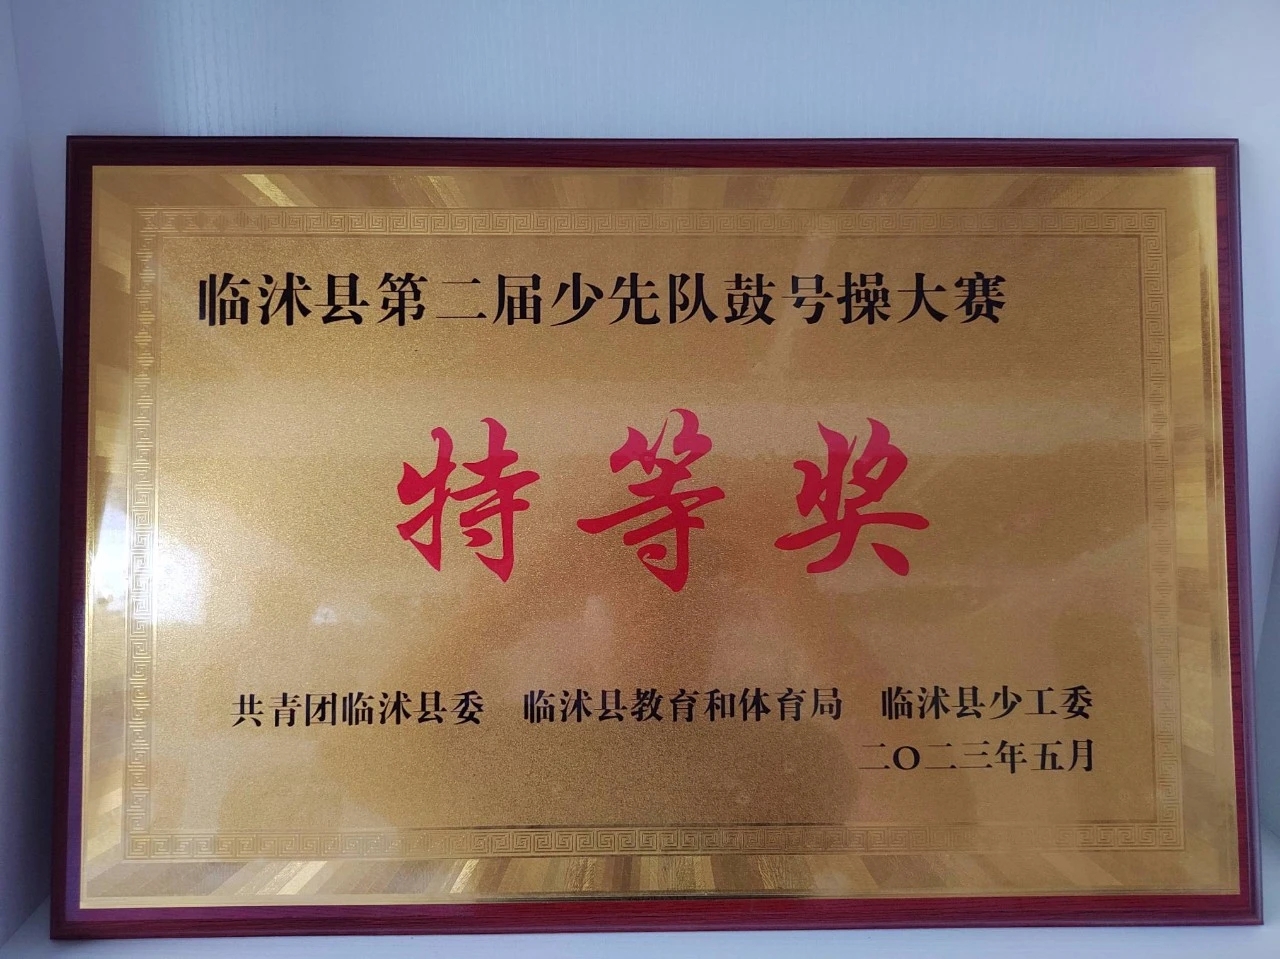 临沭县第二届少先队鼓号操大赛
特等奖
共青团临沭县委 临沭县教育和体育局 临沭县少工委
二〇二三年五月